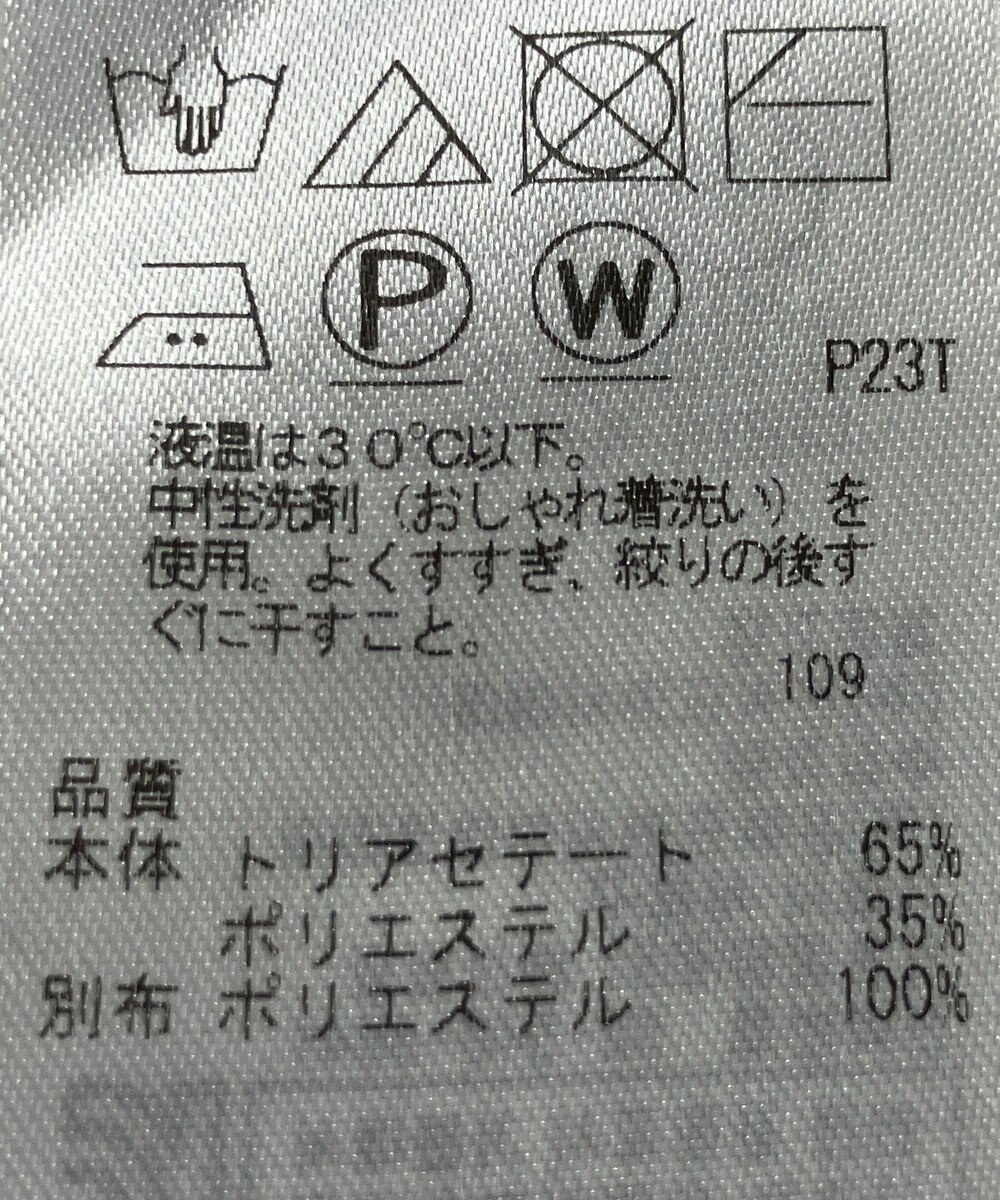 P W
P23T
液温は30℃以下。
中性洗剤（おしゃれ着洗い）を
使用。よくすすぎ、絞りの後す
ぐに干すこと。
109
品質
本体 トリアセテート 65%
ポリエステル 35%
別布 ポリエステル 100%